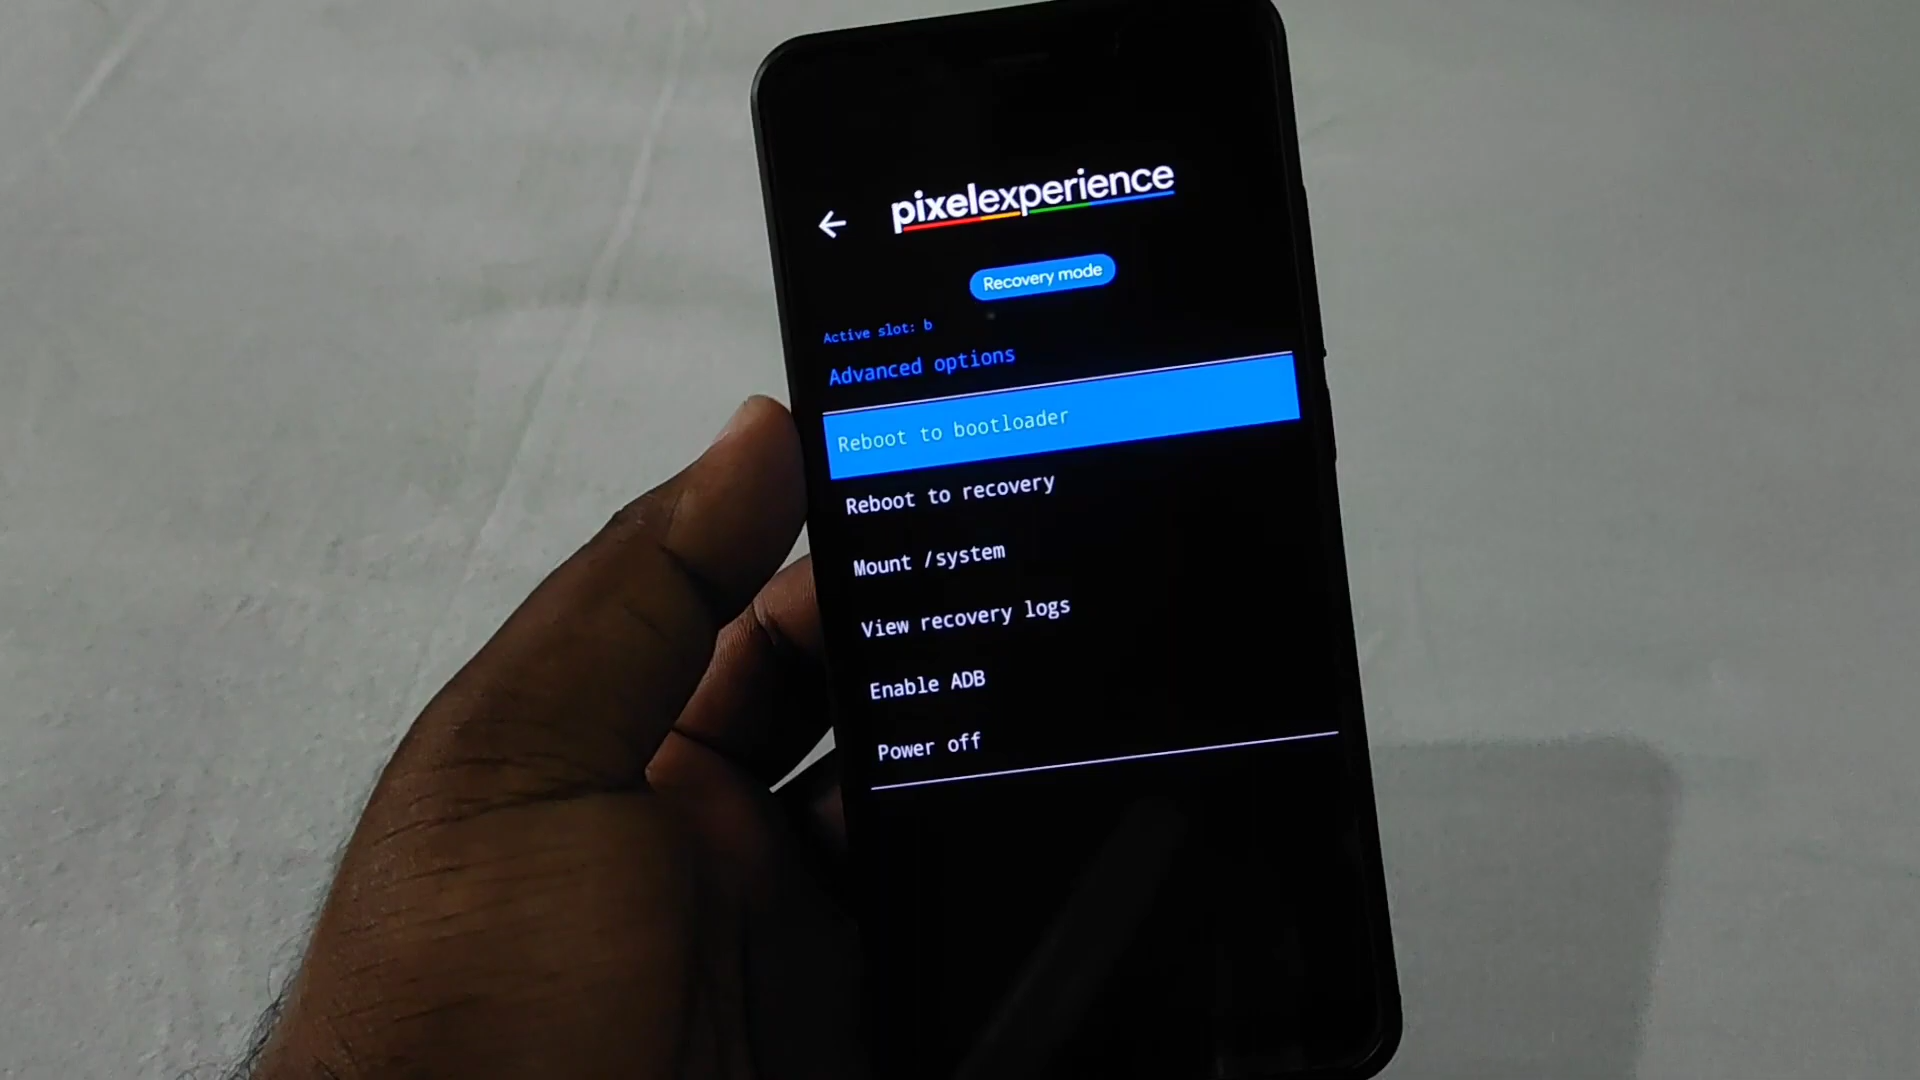 pixelexperience
Recovery mode
Active slot: b
Advanced options
Reboot to bootloader
Reboot to recovery
Mount /system
View recovery logs
Enable ADB
Power off